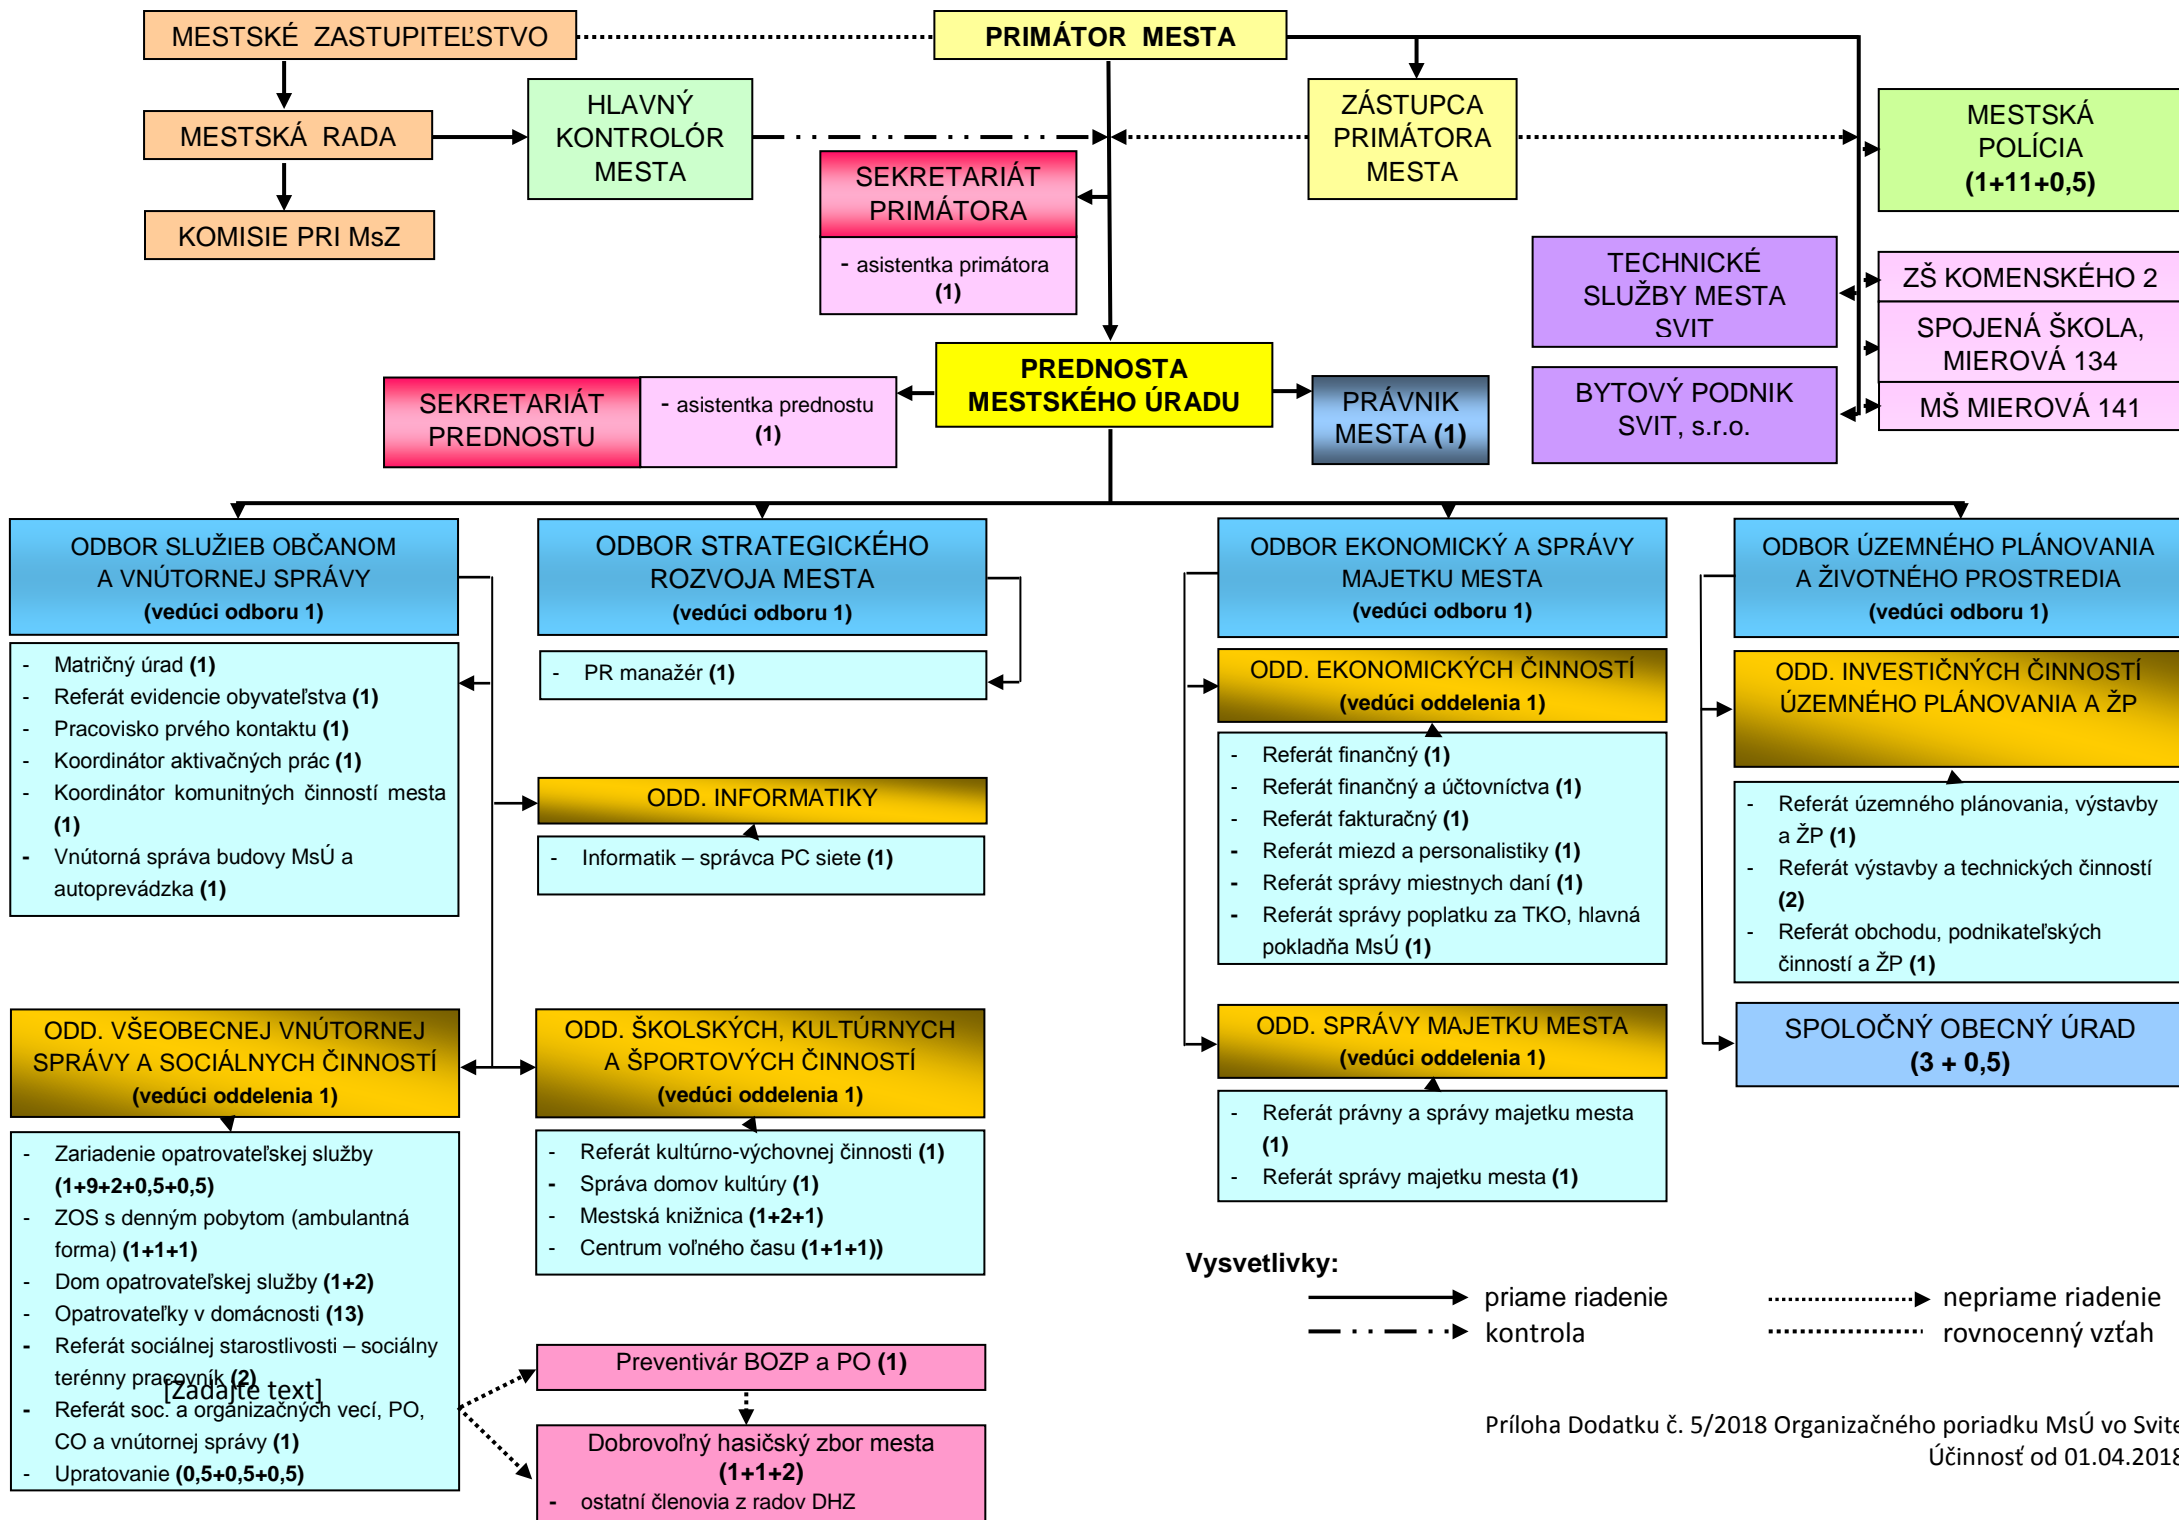 MESTSKÉ ZASTUPITEĽSTVO
PRIMÁTOR MESTA
MESTSKÁ RADA
HLAVNÝ
KONTROLÓR
MESTA
ZÁSTUPCA
PRIMÁTORA
MESTA
MESTSKÁ
POLÍCIA
(1+11+0,5)
KOMISIE PRI MsZ
SEKRETARIÁT
PRIMÁTORA
- asistentka primátora
(1)
TECHNICKÉ
SLUŽBY MESTA
SVIT
ZŠ KOMENSKÉHO 2
SPOJENÁ ŠKOLA,
MIEROVÁ 134
MŠ MIEROVÁ 141
BYTOVÝ PODNIK
SVIT, s.r.o.
PREDNOSTA
MESTSKÉHO ÚRADU
SEKRETARIÁT
PREDNOSTU
- asistentka prednostu
(1)
PRÁVNIK
MESTA (1)
ODBOR SLUŽIEB OBČANOM
A VNÚTORNEJ SPRÁVY
(vedúci odboru 1)
ODBOR STRATEGICKÉHO
ROZVOJA MESTA
(vedúci odboru 1)
ODBOR EKONOMICKÝ A SPRÁVY
MAJETKU MESTA
(vedúci odboru 1)
ODBOR ÚZEMNÉHO PLÁNOVANIA
A ŽIVOTNÉHO PROSTREDIA
(vedúci odboru 1)
- Matričný úrad (1)
- Referát evidencie obyvateľstva (1)
- Pracovisko prvého kontaktu (1)
- Koordinátor aktivačných prác (1)
- Koordinátor komunitných činností mesta
(1)
- Vnútorná správa budovy MsÚ a
autoprevádzka (1)
- PR manažér (1)
ODD. INFORMATIKY
- Informatik – správca PC siete (1)
ODD. EKONOMICKÝCH ČINNOSTÍ
(vedúci oddelenia 1)
- Referát finančný (1)
- Referát finančný a účtovníctva (1)
- Referát fakturačný (1)
- Referát miezd a personalistiky (1)
- Referát správy miestnych daní (1)
- Referát správy poplatku za TKO, hlavná
pokladňa MsÚ (1)
ODD. INVESTIČNÝCH ČINNOSTÍ
ÚZEMNÉHO PLÁNOVANIA A ŽP
- Referát územného plánovania, výstavby
a ŽP (1)
- Referát výstavby a technických činností
(2)
- Referát obchodu, podnikateľských
činností a ŽP (1)
ODD. VŠEOBECNEJ VNÚTORNEJ
SPRÁVY A SOCIÁLNYCH ČINNOSTÍ
(vedúci oddelenia 1)
ODD. ŠKOLSKÝCH, KULTÚRNYCH
A ŠPORTOVÝCH ČINNOSTÍ
(vedúci oddelenia 1)
ODD. SPRÁVY MAJETKU MESTA
(vedúci oddelenia 1)
SPOLOČNÝ OBECNÝ ÚRAD
(3 + 0,5)
- Zariadenie opatrovateľskej služby
(1+9+2+0,5+0,5)
- ZOS s denným pobytom (ambulantná
forma) (1+1+1)
- Dom opatrovateľskej služby (1+2)
- Opatrovateľky v domácnosti (13)
- Referát sociálnej starostlivosti – sociálny
terénny pracovník (2)
[Zadajte text]
- Referát soc. a organizačných vecí, PO,
CO a vnútornej správy (1)
- Upratovanie (0,5+0,5+0,5)
- Referát kultúrno-výchovnej činnosti (1)
- Správa domov kultúry (1)
- Mestská knižnica (1+2+1)
- Centrum voľného času (1+1+1))
- Referát právny a správy majetku mesta
(1)
- Referát správy majetku mesta (1)
Preventivár BOZP a PO (1)
Dobrovoľný hasičský zbor mesta
(1+1+2)
- ostatní členovia z radov DHZ
Vysvetlivky:
priame riadenie
nepriame riadenie
kontrola
rovnocenný vzťah
Príloha Dodatku č. 5/2018 Organizačného poriadku MsÚ vo Svite
Účinnosť od 01.04.2018